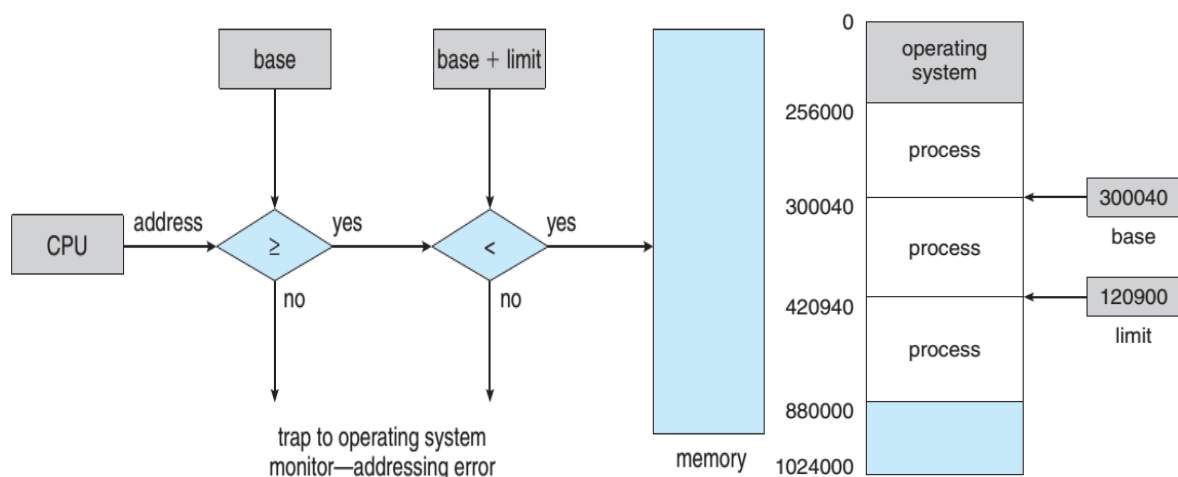 base
base + limit
CPU
address
≥
yes
<
yes
no
no
trap to operating system
monitor—addressing error
memory
0
operating
system
256000
process
300040
process
420940
process
880000
1024000
300040
base
120900
limit